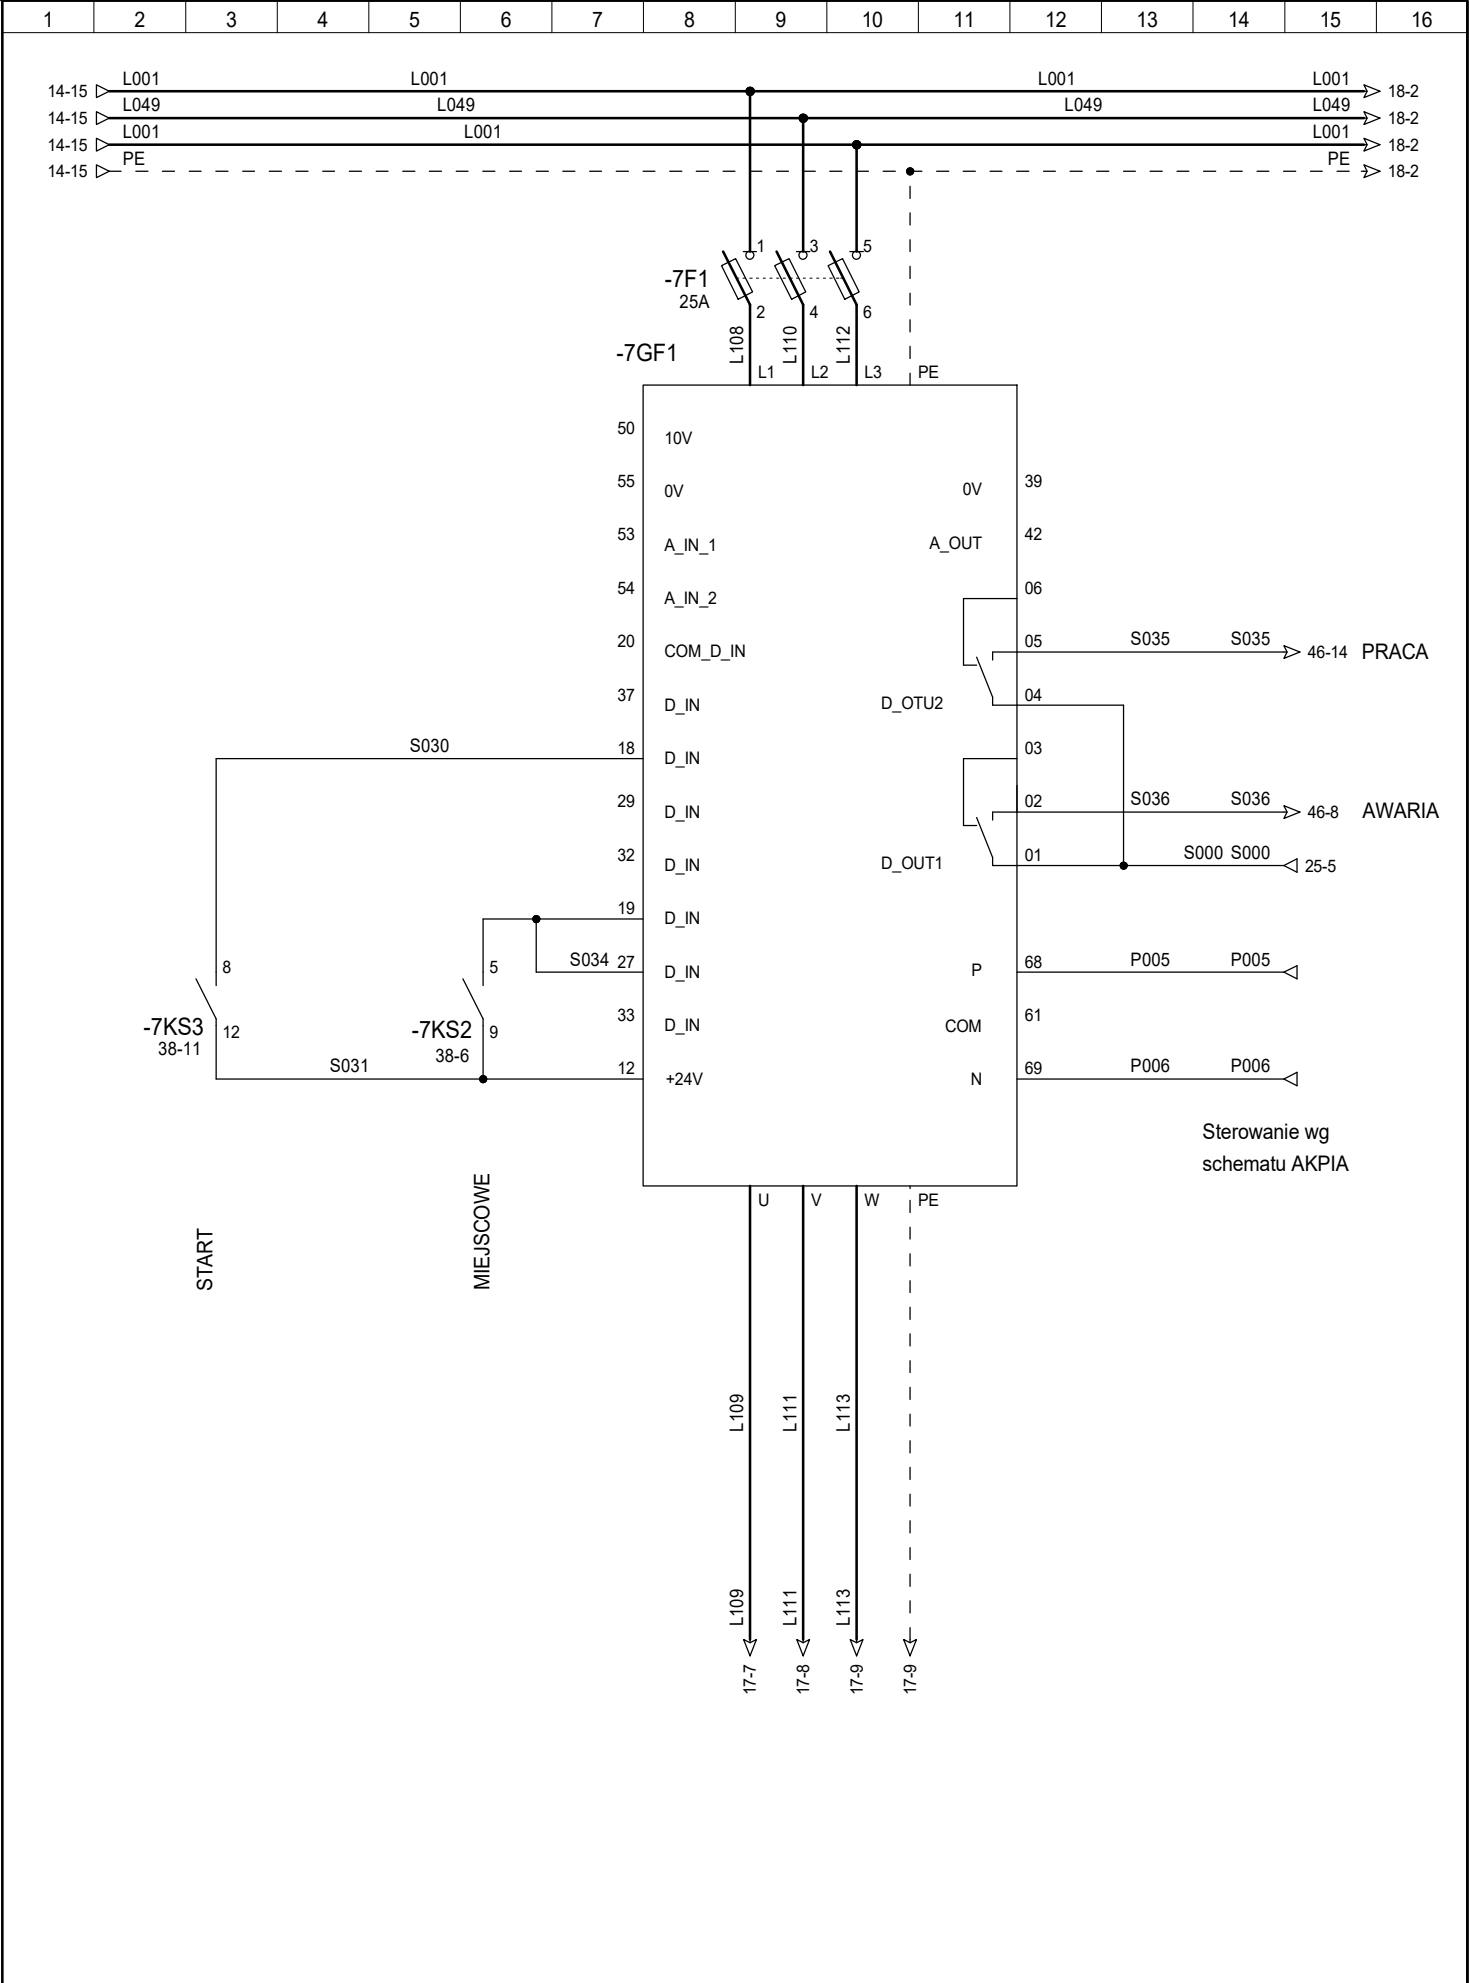 1 2 3 4 5 6 7 8 9 10 11 12 13 14 15 16
14-15 L001 L001 L001 L001 18-2
14-15 L049 L049 L049 L049 18-2
14-15 L001 L001 L001 18-2
14-15 PE PE 18-2
1 3 5
-7F1
25A
2 4 6
L108 L110 L112
-7GF1
L1 L2 L3 PE
50 10V
55 0V 0V 39
53 A_IN_1 A_OUT 42
54 A_IN_2 06
20 COM_D_IN 05 S035 S035 46-14 PRACA
37 D_IN D_OTU2 04
S030 18 D_IN 03
29 D_IN 02 S036 S036 46-8 AWARIA
32 D_IN D_OUT1 01 S000 S000 25-5
19 D_IN
8 5 S034 27 D_IN P 68 P005 P005
-7KS3 12 -7KS2 9 33 D_IN COM 61
38-11 38-6
S031 12 +24V N 69 P006 P006
Sterowanie wg
schematu AKPIA
START
MIEJSCOWE
U V W PE
L109 L111 L113
L109 L111 L113
17-7 17-8 17-9 17-9